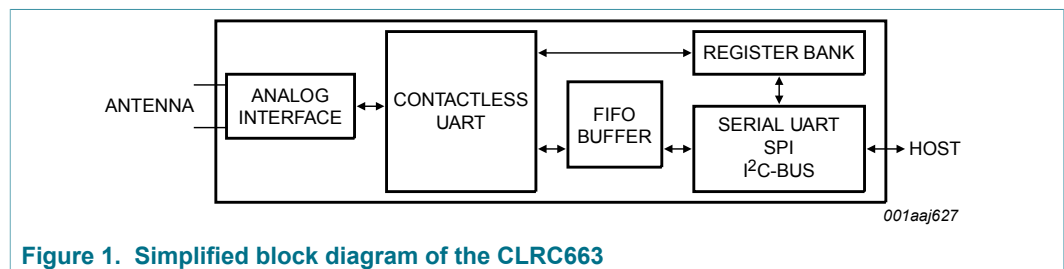 ANTENNA
ANALOG
INTERFACE
CONTACTLESS
UART
FIFO
BUFFER
REGISTER BANK
SERIAL UART
SPI
I²C-BUS
HOST
001aaj627
Figure 1. Simplified block diagram of the CLRC663